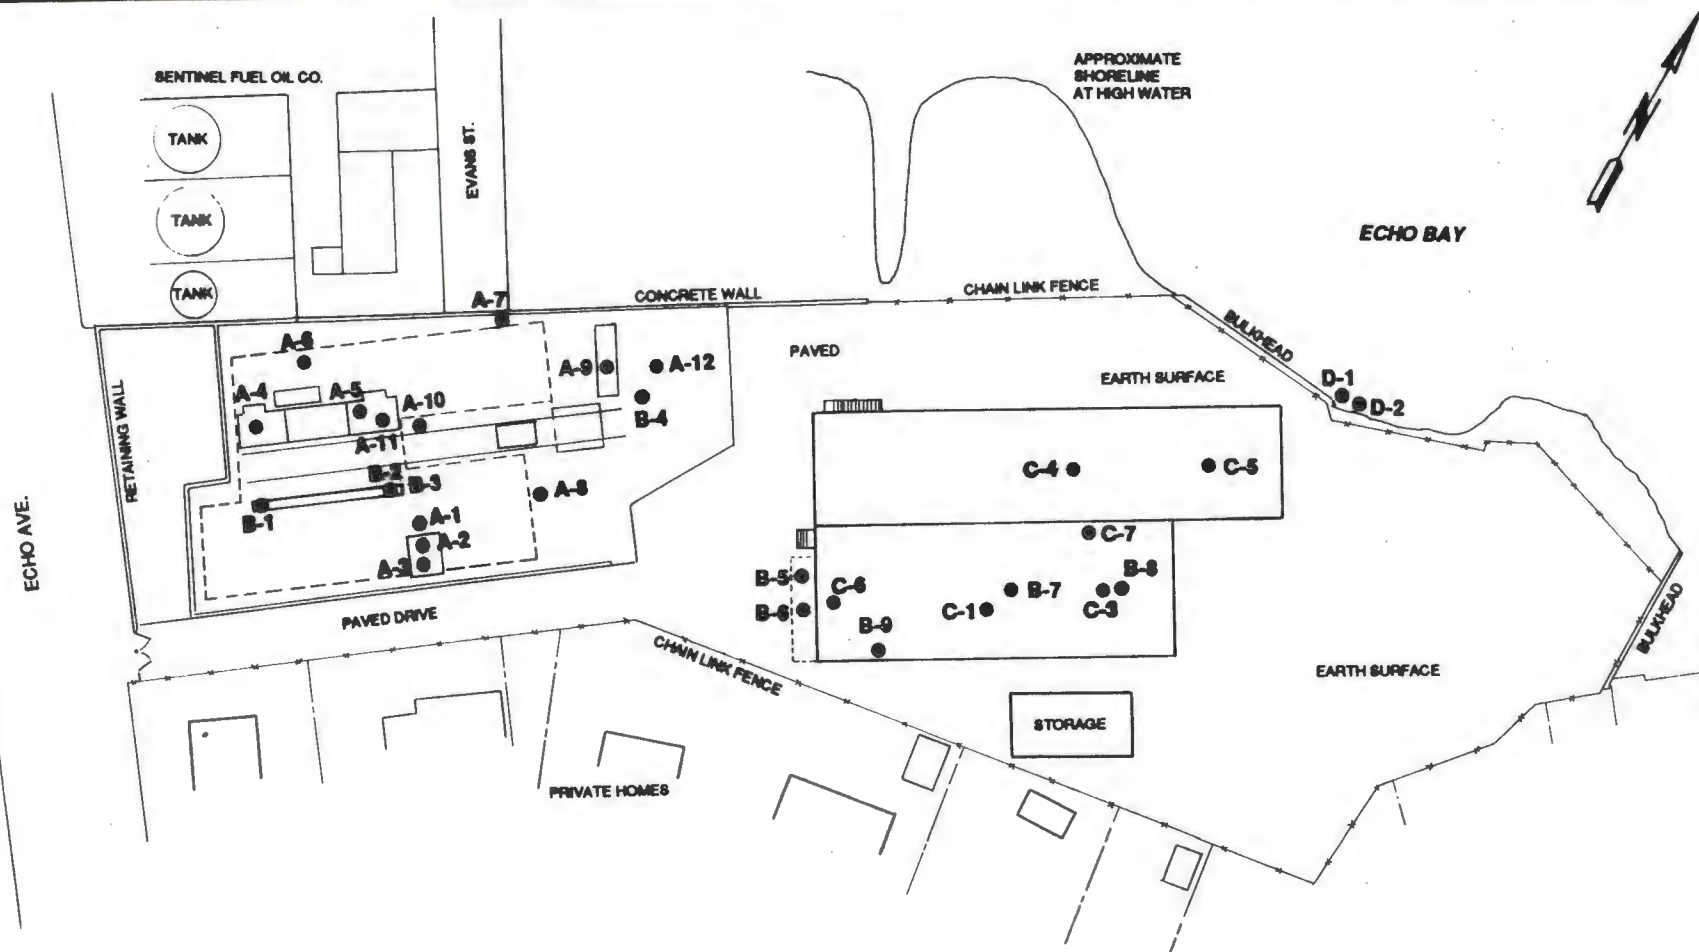 APPROXIMATE
SHORELINE
AT HIGH WATER
SENTINEL FUEL OIL CO.
N
TANK
EVANS ST.
TANK
ECHO BAY
TANK
A-7
CONCRETE WALL
CHAIN LINK FENCE
BULKHEAD
A-6
PAVED
A-9
A-12
EARTH SURFACE
D-1
D-2
A-4
A-5
A-10
B-4
RETAINING WALL
A-11
C-4
C-5
B-2
B-3
A-8
B-1
A-1
ECHO AVE.
A-2
C-7
A-3
B-5
C-6
B-7
B-8
B-6
C-1
C-3
PAVED DRIVE
B-9
BULKHEAD
CHAIN LINK FENCE
EARTH SURFACE
STORAGE
PRIVATE HOMES